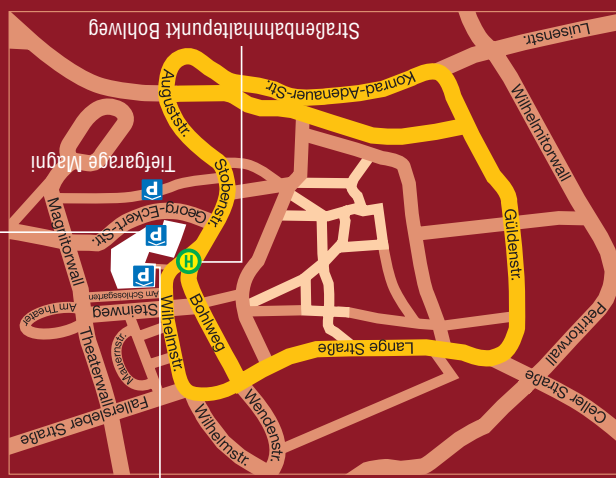 Straßenbahnhaltepunkt Bohlweg
Luisenstr.
Konrad-Adenauer-Str.
Auguststr.
Wilhelmitorwall
Tiefgarage Magni
P
Stobenstr.
Georg-Eckert-Str.
Magnitorwall
P
Güldenstr.
H
P
Am Schlossgarten
Steinweg
Am Theater
Petritorwall
Bohlweg
Wilhelmstr.
Theaterwall
Mauernstr.
Lange Straße
Celler Straße
Fallersleber Straße
Wendenstr.
Wilhelmstr.